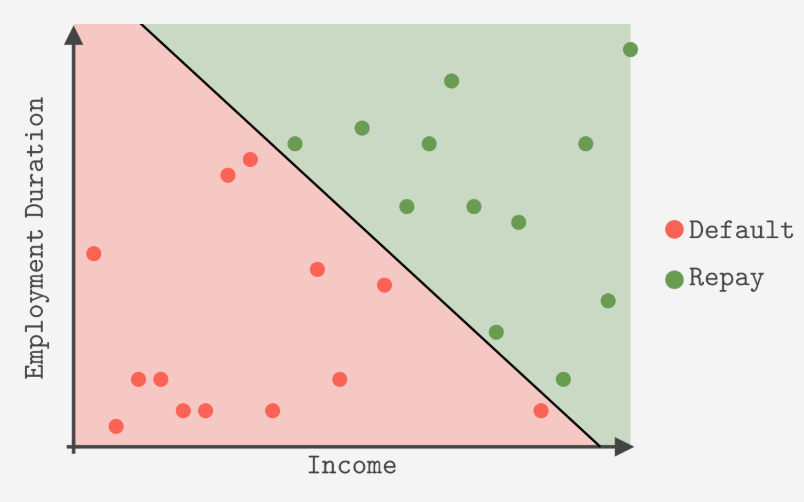 Employment Duration
Default
Repay
Income